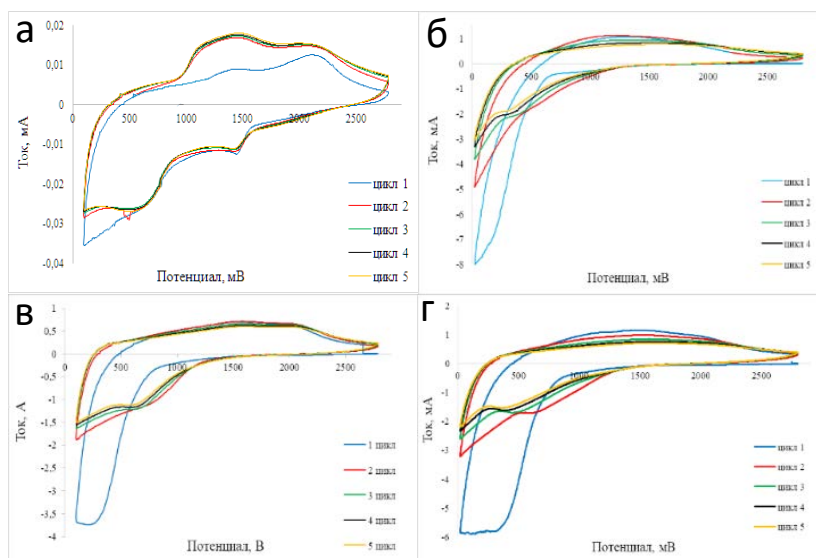 а
0,02
0,01
0
-0,01
-0,02
-0,03
-0,04
500 1000 1500 2000 2500
Ток, мА
Потенциал, мВ
цикл 1
цикл 2
цикл 3
цикл 4
цикл 5
б
1
0
-1
-2
-3
-4
-5
-6
-7
-8
0 500 1000 1500 2000 2500
Ток, мА
Потенциал, мВ
цикл 1
цикл 2
цикл 3
цикл 4
цикл 5
в
1
0,5
0
-0,5
-1
-1,5
-2
-2,5
-3
-3,5
-4
0 500 1000 1500 2000 2500
Ток, А
Потенциал, В
1 цикл
2 цикл
3 цикл
4 цикл
5 цикл
г
2
1
0
-1
-2
-3
-4
-5
-6
0 500 1000 1500 2000 2500
Ток, мА
Потенциал, мВ
цикл 1
цикл 2
цикл 3
цикл 4
цикл 5